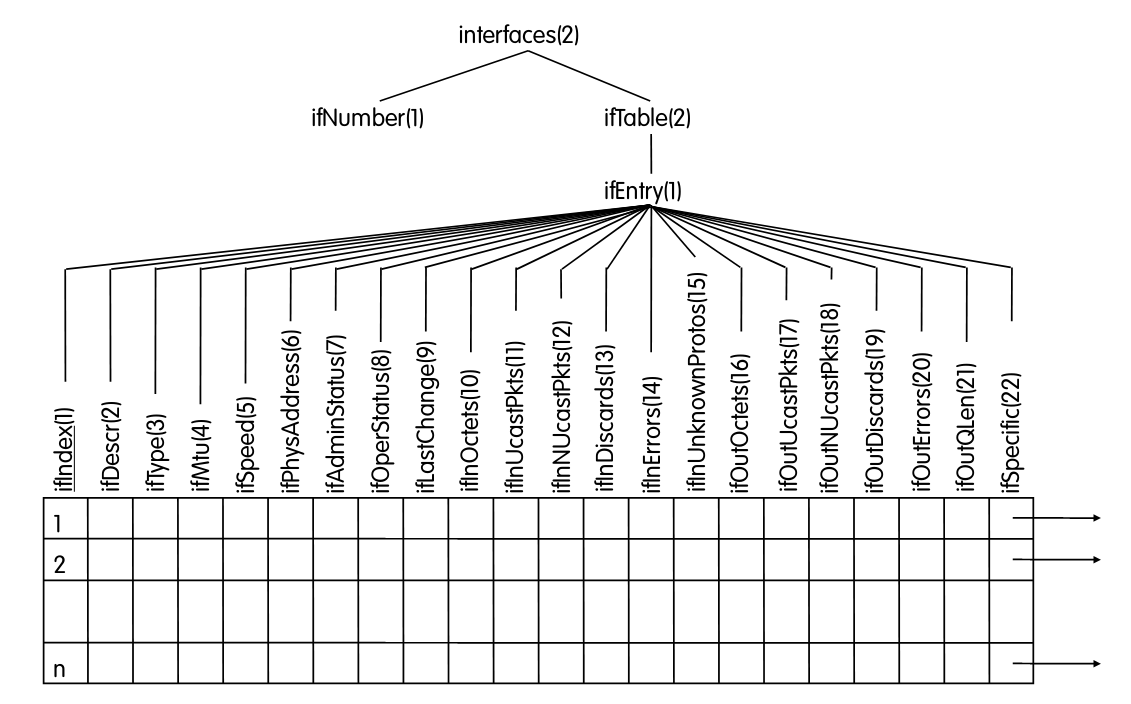 interfaces(2)
ifNumber(1)
ifTable(2)
ifEntry(1)
ifIndex(1)
ifDescr(2)
ifType(3)
ifMtu(4)
ifSpeed(5)
ifPhysAddress(6)
ifAdminStatus(7)
ifOperStatus(8)
ifLastChange(9)
ifInOctets(10)
ifInUcastPkts(11)
ifInNUcastPkts(12)
ifInDiscards(13)
ifInErrors(14)
ifInUnknownProtos(15)
ifOutOctets(16)
ifOutUcastPkts(17)
ifOutNUcastPkts(18)
ifOutDiscards(19)
ifOutErrors(20)
ifOutQLen(21)
ifSpecific(22)
1
2
n